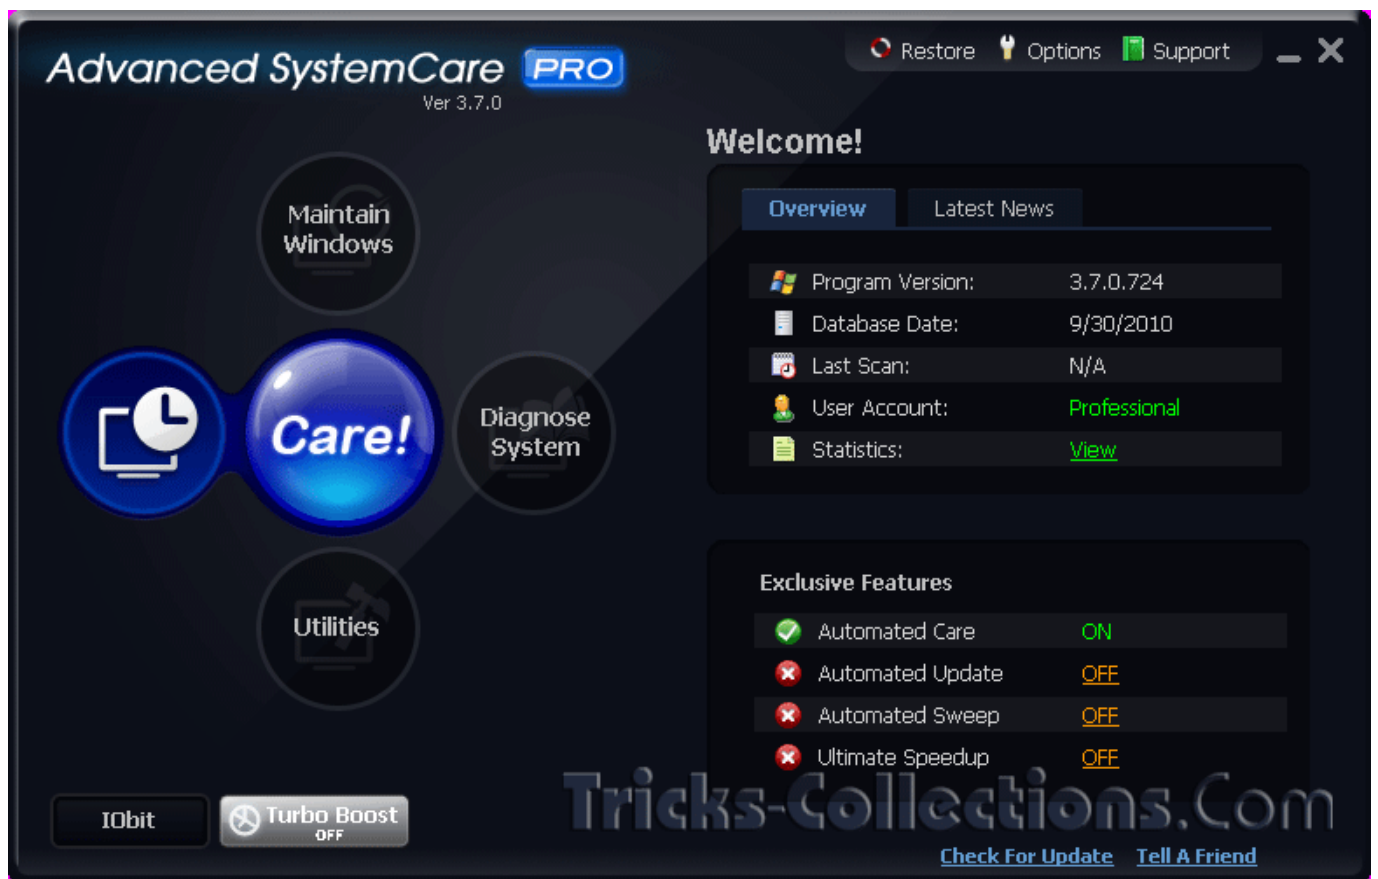 Advanced SystemCare PRO
Ver 3.7.0
Restore Options Support
Welcome!
Overview Latest News
Program Version: 3.7.0.724
Database Date: 9/30/2010
Last Scan: N/A
User Account: Professional
Statistics: View
Maintain
Windows
Care!
Diagnose
System
Utilities
Exclusive Features
Automated Care ON
Automated Update OFF
Automated Sweep OFF
Ultimate Speedup OFF
Tricks-Collections.Com
IObit
Turbo Boost
OFF
Check For Update Tell A Friend